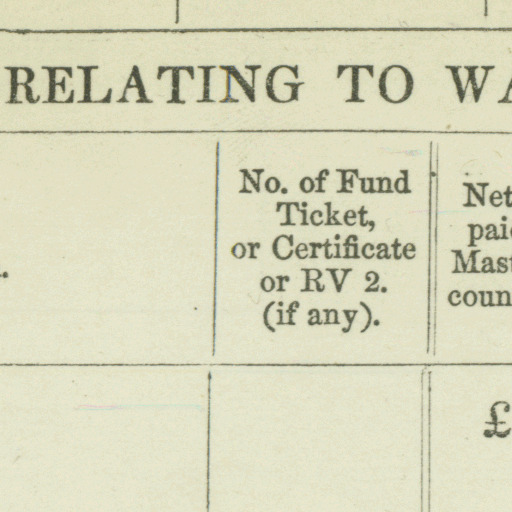 RELATING TO WA
No. of Fund
Ticket,
or Certificate
or RV 2.
(if any).
Net
paid
Mast
coun
£